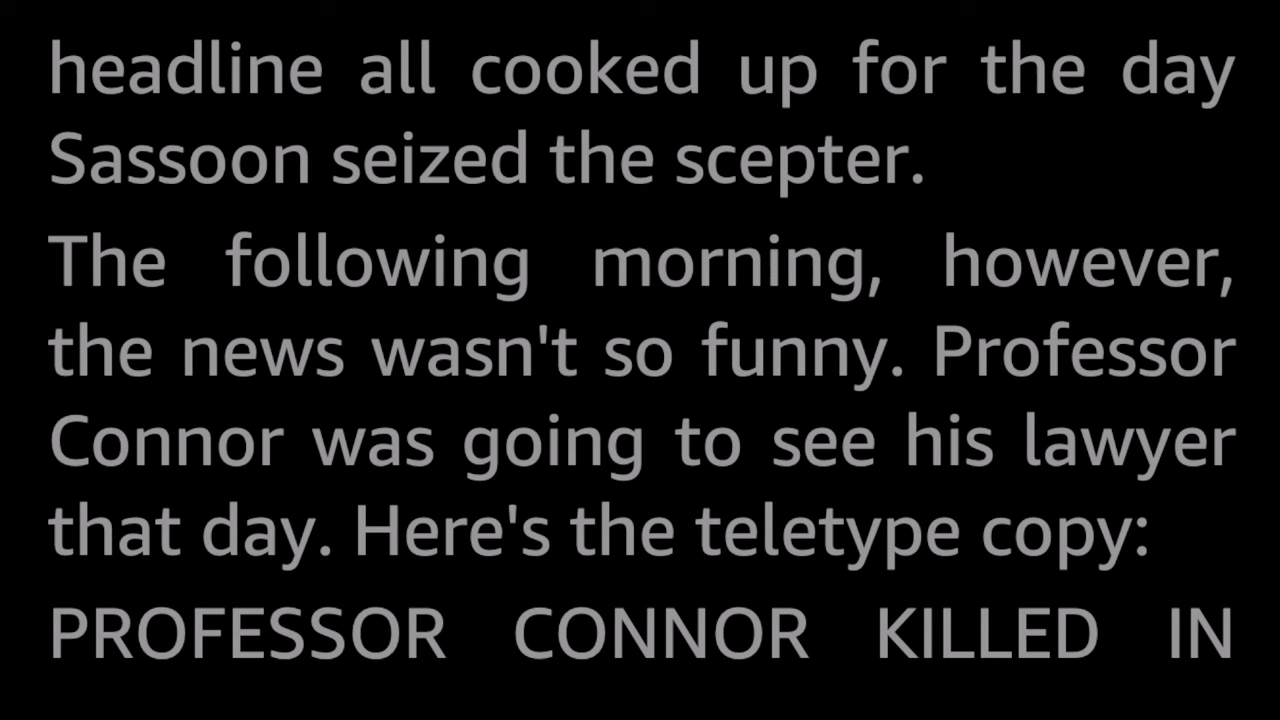 headline all cooked up for the day
Sassoon seized the scepter.
The following morning, however,
the news wasn't so funny. Professor
Connor was going to see his lawyer
that day. Here's the teletype copy:
PROFESSOR CONNOR KILLED IN